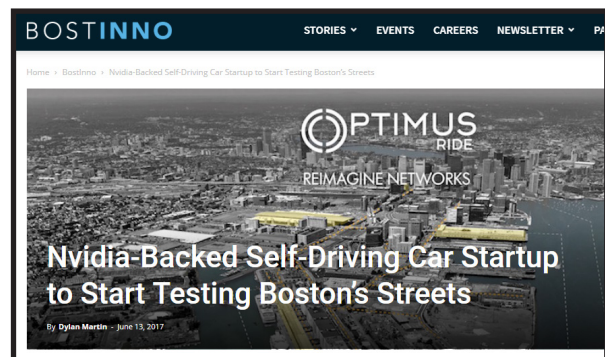 BOSTINNO
STORIES EVENTS CAREERS NEWSLETTER
Home › BostInno › Nvidia-Backed Self-Driving Car Startup to Start Testing Boston's Streets
OPTIMUS
RIDE
REIMAGINE NETWORKS
Nvidia-Backed Self-Driving Car Startup
to Start Testing Boston's Streets
By Dylan Martin - June 13, 2017